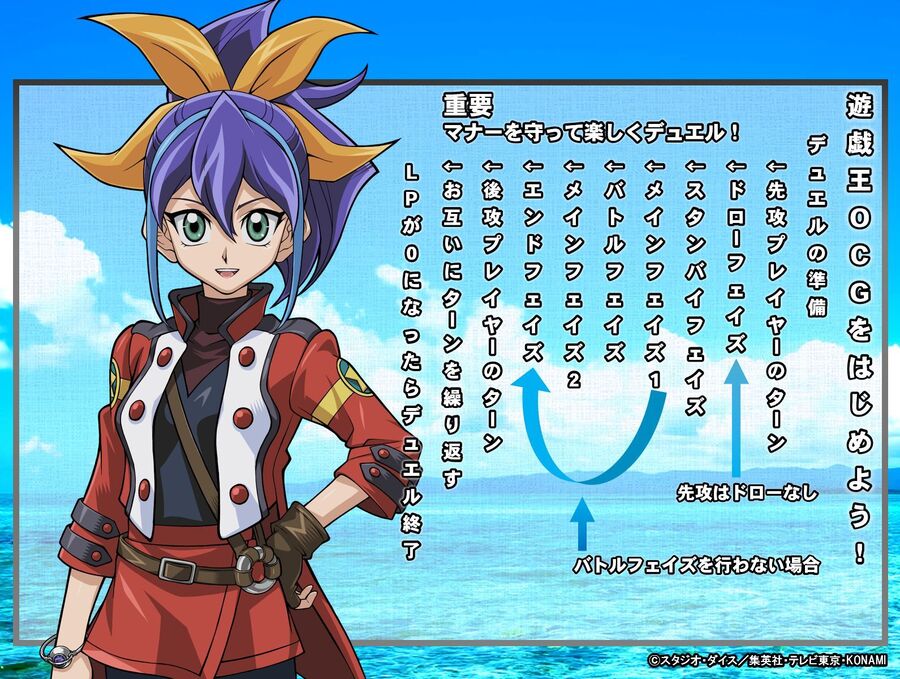 遊戯王OCGをはじめよう!
デュエルの準備
←先攻プレイヤーのターン
←ドローフェイズ
←スタンバイフェイズ
←メインフェイズ1
←バトルフェイズ
←メインフェイズ2
←エンドフェイズ
←後攻プレイヤーのターン
←お互いにターンを繰り返す
LPが0になったらデュエル終了
重要
マナーを守って楽しくデュエル!
先攻はドローなし
バトルフェイズを行わない場合
©スタジオ・ダイス/集英社・テレビ東京・KONAMI